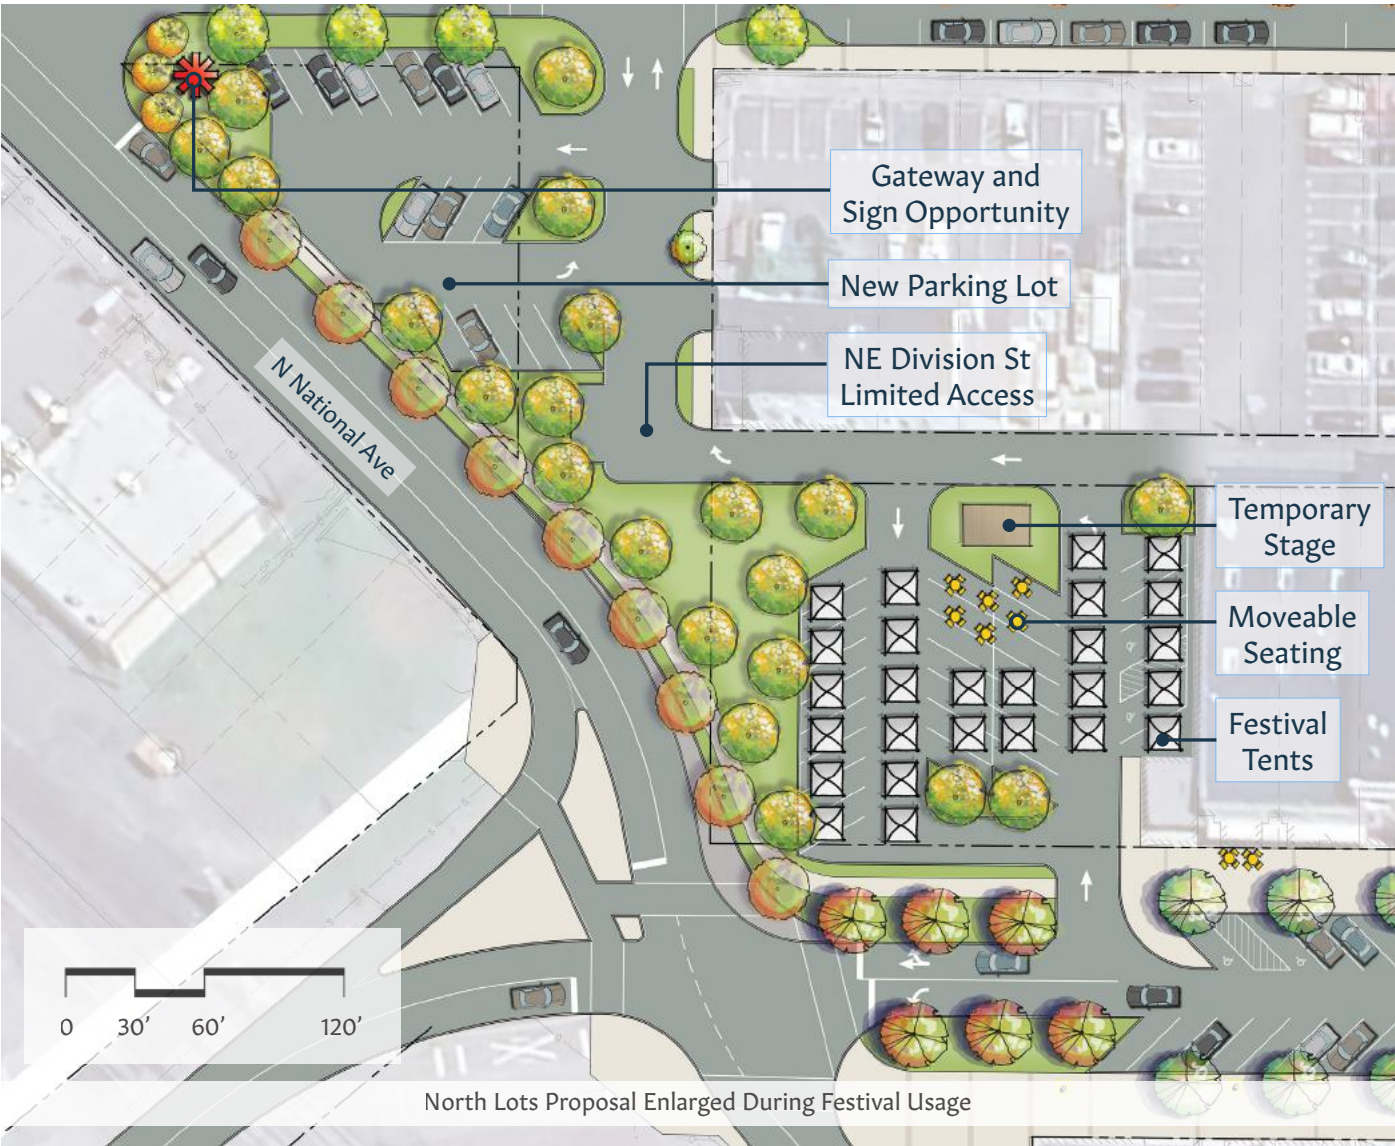 Gateway and
Sign Opportunity
New Parking Lot
NE Division St
Limited Access
N National Ave
Temporary
Stage
Moveable
Seating
Festival
Tents
0 30’ 60’ 120’
North Lots Proposal Enlarged During Festival Usage